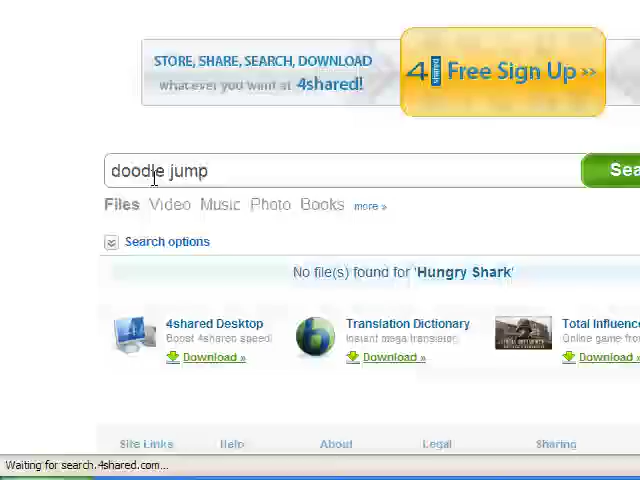 STORE, SHARE, SEARCH, DOWNLOAD
whatever you want at 4shared!
4 shared Free Sign Up >>
doodle jump
Sea
Files Video Music Photo Books more »
Search options
No file(s) found for 'Hungry Shark'
4shared Desktop
Boost 4shared speed!
Download »
Translation Dictionary
Instant mega translator
Download »
Total Influence
Online game from
Download »
Site Links Help About Legal Sharing
Waiting for search.4shared.com...